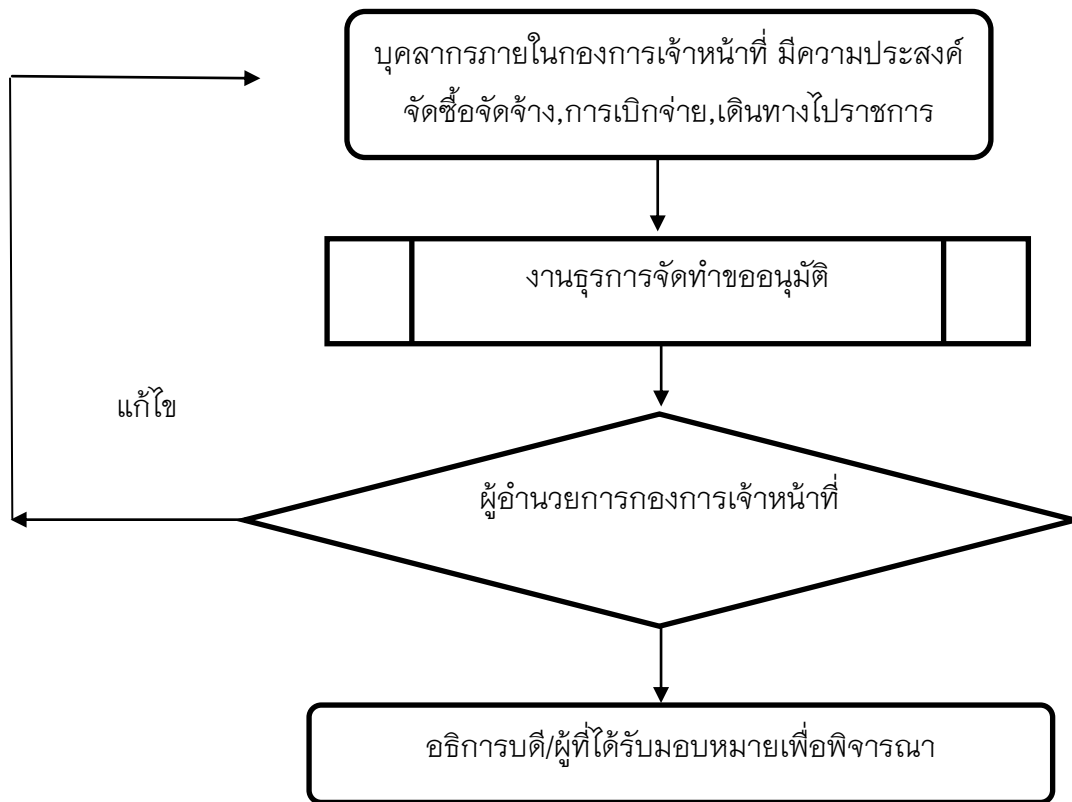 บุคลากรภายในกองการเจ้าหน้าที่ มีความประสงค์
จัดซื้อจัดจ้าง,การเบิกจ่าย,เดินทางไปราชการ
งานธุรการจัดทำขออนุมัติ
แก้ไข
ผู้อำนวยการกองการเจ้าหน้าที่
อธิการบดี/ผู้ที่ได้รับมอบหมายเพื่อพิจารณา